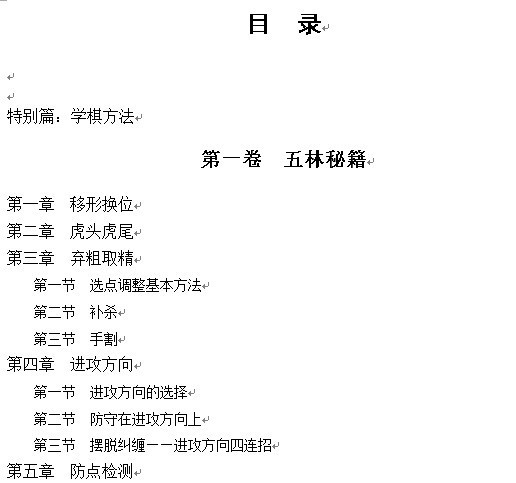 目 录
特别篇：学棋方法
第一卷 五林秘籍
第一章 移形换位
第二章 虎头虎尾
第三章 弃粗取精
第一节 选点调整基本方法
第二节 补杀
第三节 手割
第四章 进攻方向
第一节 进攻方向的选择
第二节 防守在进攻方向上
第三节 摆脱纠缠——进攻方向四连招
第五章 防点检测